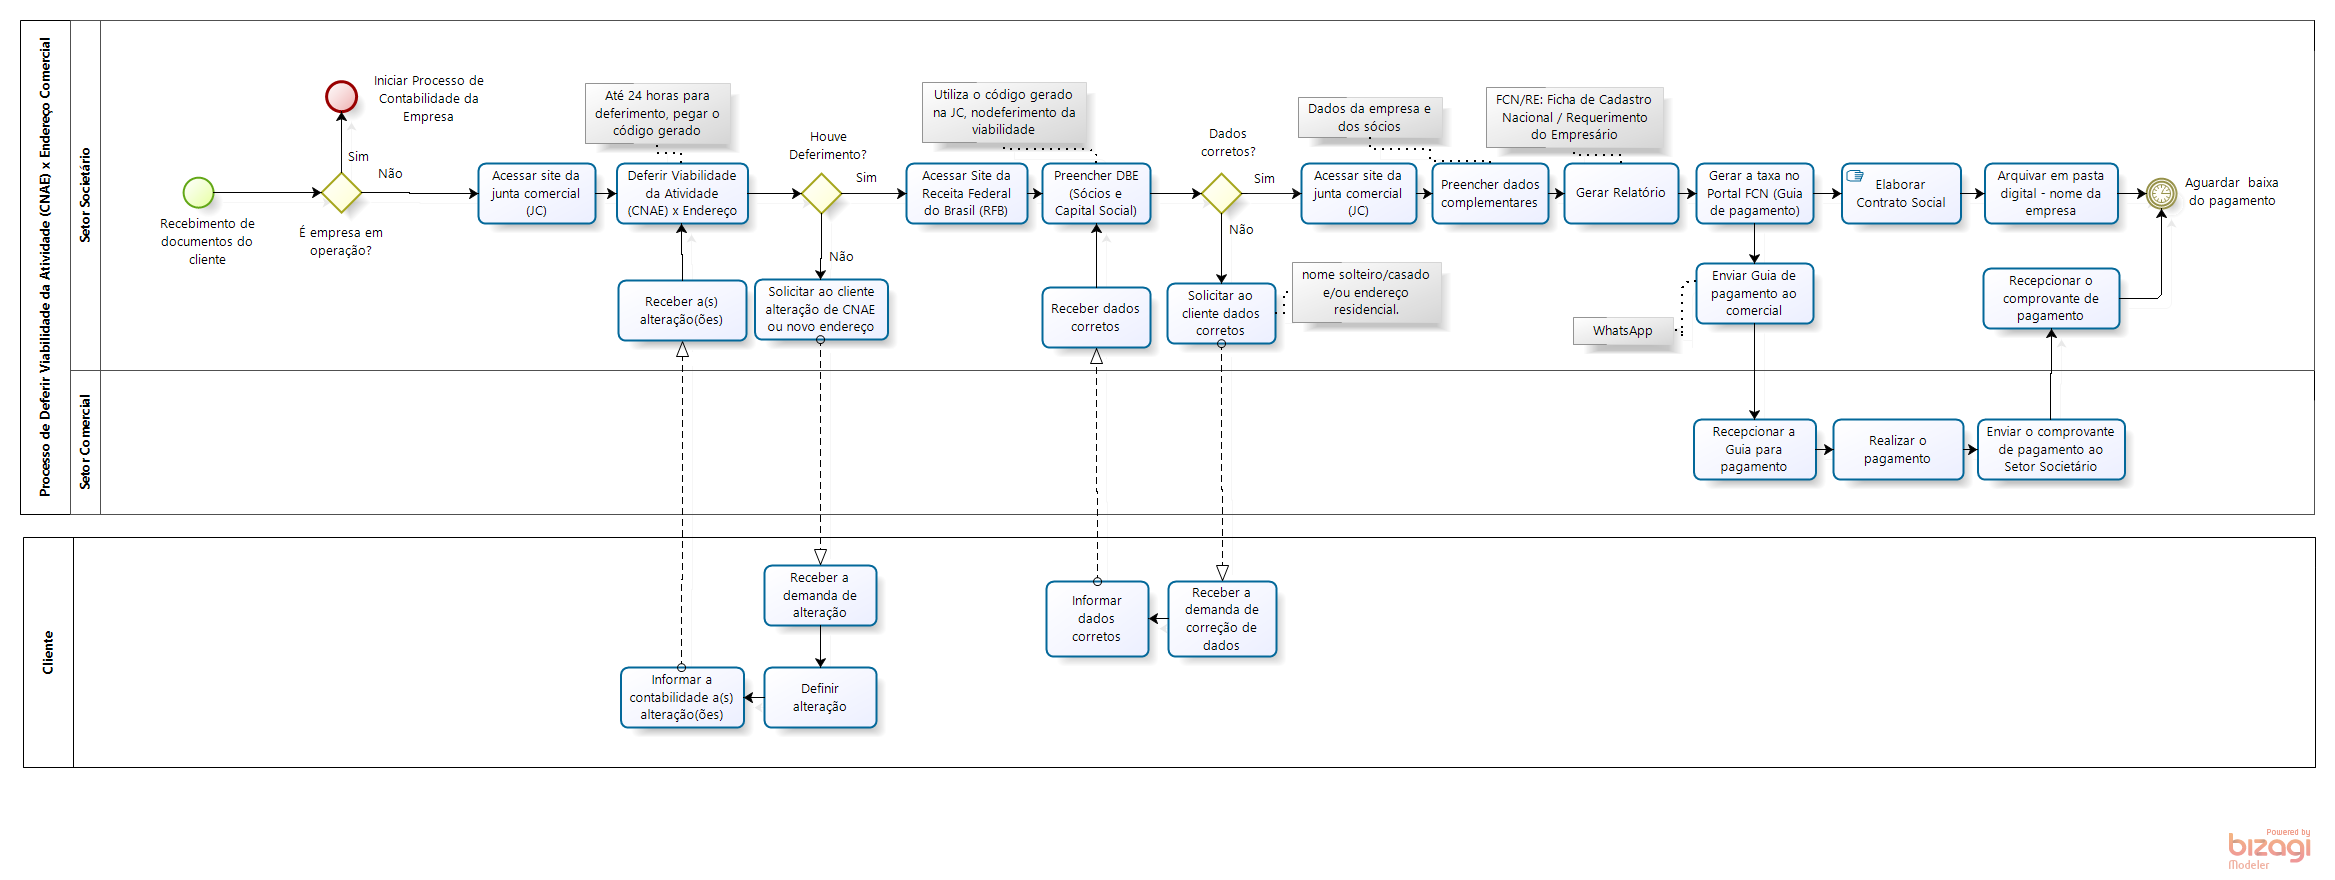 Processo de Deferir Viabilidade da Atividade (CNAE) x Endereço Comercial
Setor Societário
Recebimento de
documentos do
cliente
É empresa em
operação?
Sim
Não
Iniciar Processo de
Contabilidade da
Empresa
Acessar site da
junta comercial
(JC)
Até 24 horas para
deferimento, pegar o
código gerado
Deferir Viabilidade
da Atividade
(CNAE) x Endereço
Receber a(s)
alteração(ões)
Houve
Deferimento?
Sim
Não
Solicitar ao cliente
alteração de CNAE
ou novo endereço
Acessar Site da
Receita Federal
do Brasil (RFB)
Utiliza o código gerado
na JC, nodeferimento da
viabilidade
Preencher DBE
(Sócios e
Capital Social)
Receber dados
corretos
Dados
corretos?
Sim
Não
Solicitar ao
cliente dados
corretos
nome solteiro/casado
e/ou endereço
residencial.
Acessar site da
junta comercial
(JC)
Dados da empresa e
dos sócios
Preencher dados
complementares
FCN/RE: Ficha de Cadastro
Nacional / Requerimento
do Empresário
Gerar Relatório
Gerar a taxa no
Portal FCN (Guia
de pagamento)
Enviar Guia de
pagamento ao
comercial
WhatsApp
Elaborar
Contrato Social
Arquivar em pasta
digital - nome da
empresa
Aguardar baixa
do pagamento
Recepcionar o
comprovante de
pagamento
Setor Comercial
Recepcionar a
Guia para
pagamento
Realizar o
pagamento
Enviar o comprovante
de pagamento ao
Setor Societário
Cliente
Receber a
demanda de
alteração
Definir
alteração
Informar a
contabilidade a(s)
alteração(ões)
Informar
dados
corretos
Receber a
demanda de
correção de
dados
Powered by
bizagi
Modeler